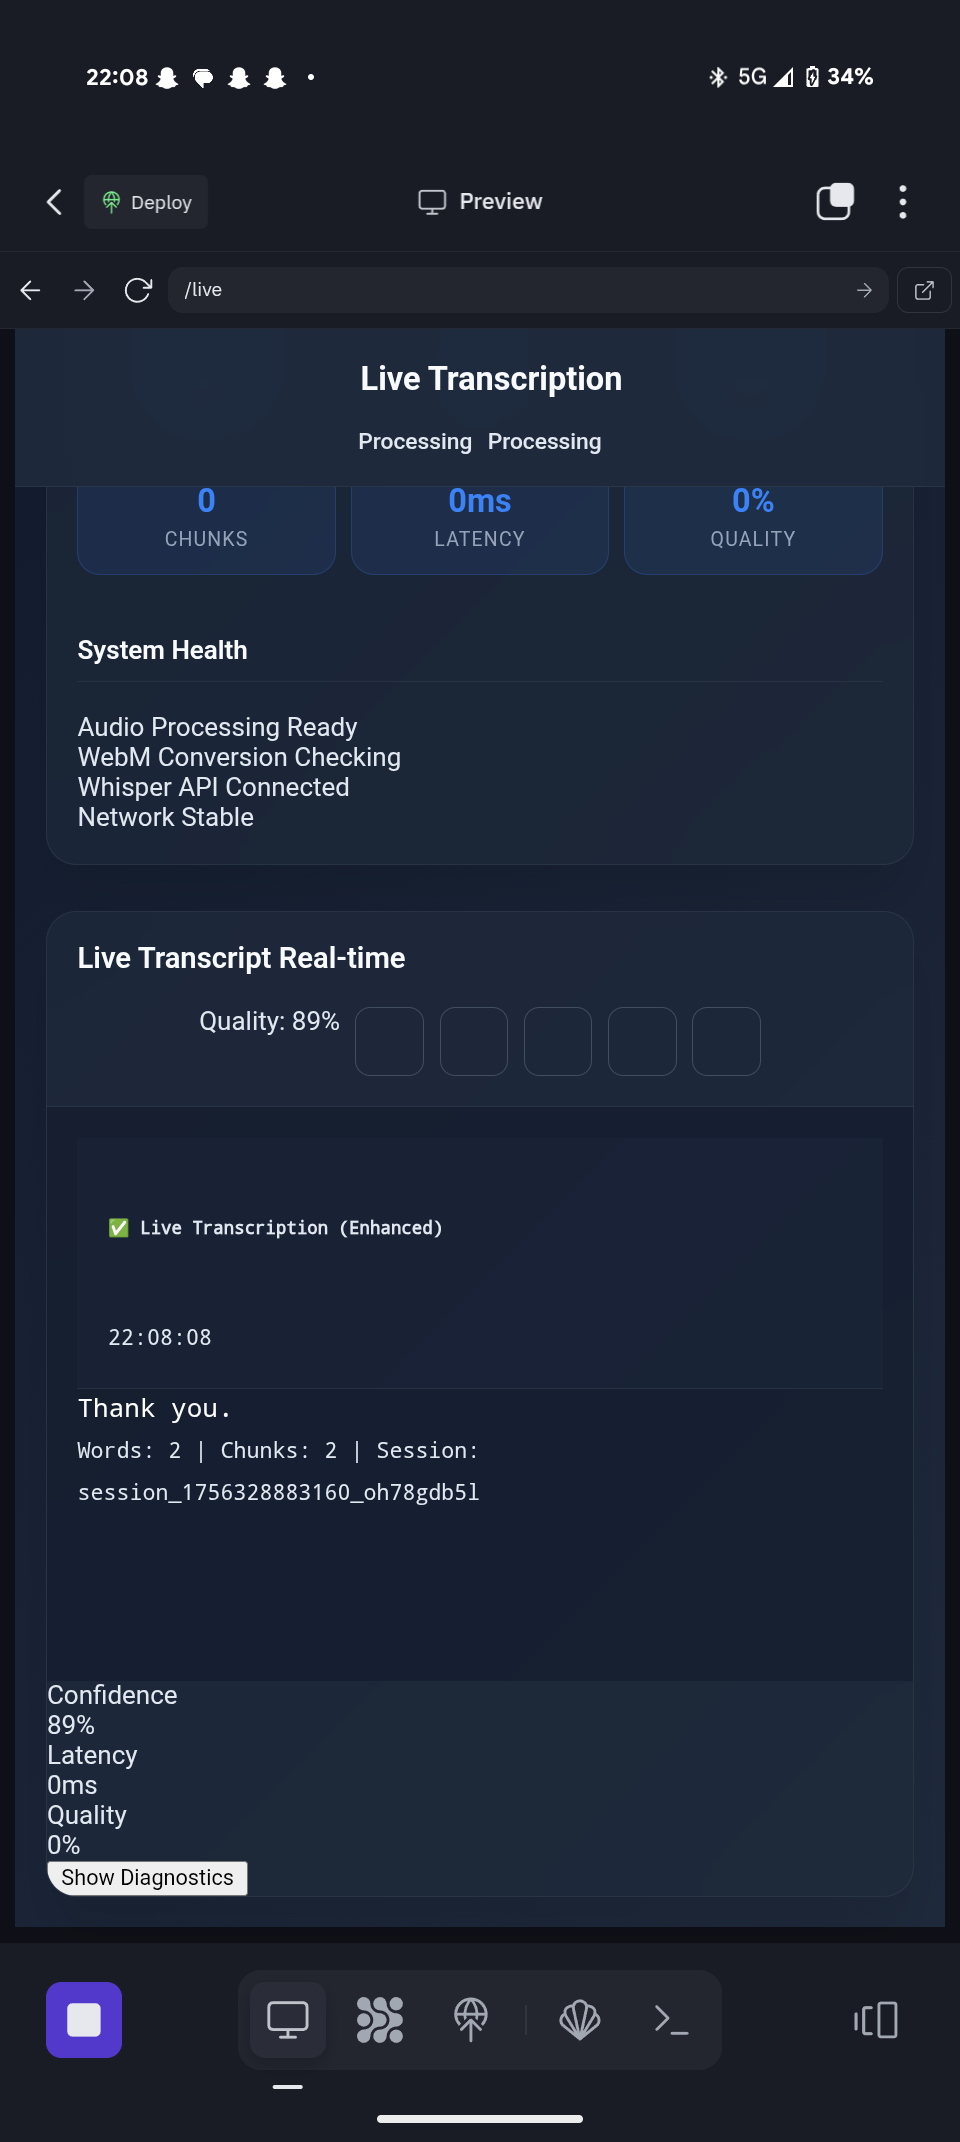 22:08
5G 34%
Deploy
Preview
/live
Live Transcription
Processing Processing
0 0ms 0%
CHUNKS LATENCY QUALITY
System Health
Audio Processing Ready
WebM Conversion Checking
Whisper API Connected
Network Stable
Live Transcript Real-time
Quality: 89%
✅ Live Transcription (Enhanced)
22:08:08
Thank you.
Words: 2 | Chunks: 2 | Session:
session_1756328883160_oh78gdb5l
Confidence
89%
Latency
0ms
Quality
0%
Show Diagnostics